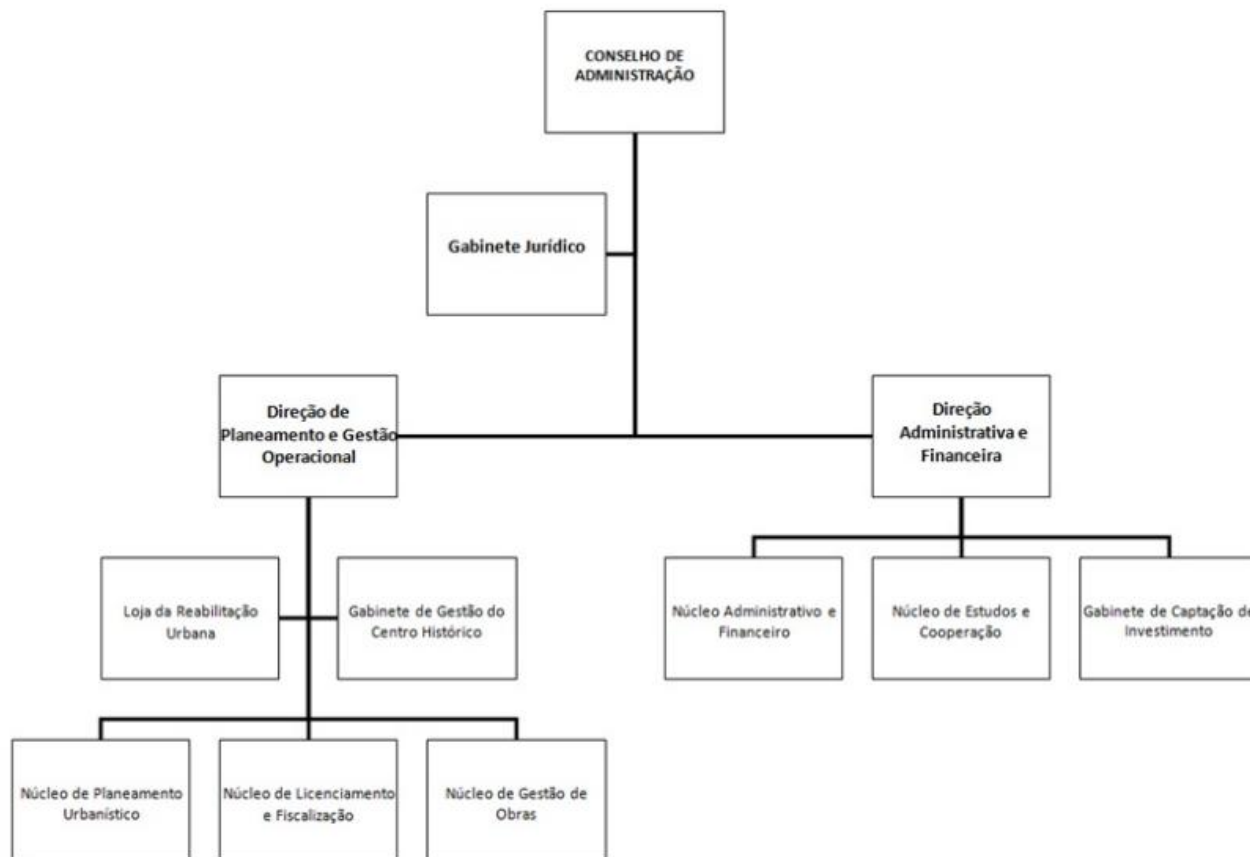 CONSELHO DE
ADMINISTRAÇÃO
Gabinete Jurídico
Direção de
Planeamento e Gestão
Operacional
Direção
Administrativa e
Financeira
Loja da Reabilitação
Urbana
Gabinete de Gestão do
Centro Histórico
Núcleo Administrativo e
Financeiro
Núcleo de Estudos e
Cooperação
Gabinete de Captação de
Investimento
Núcleo de Planeamento
Urbanístico
Núcleo de Licenciamento
e Fiscalização
Núcleo de Gestão de
Obras